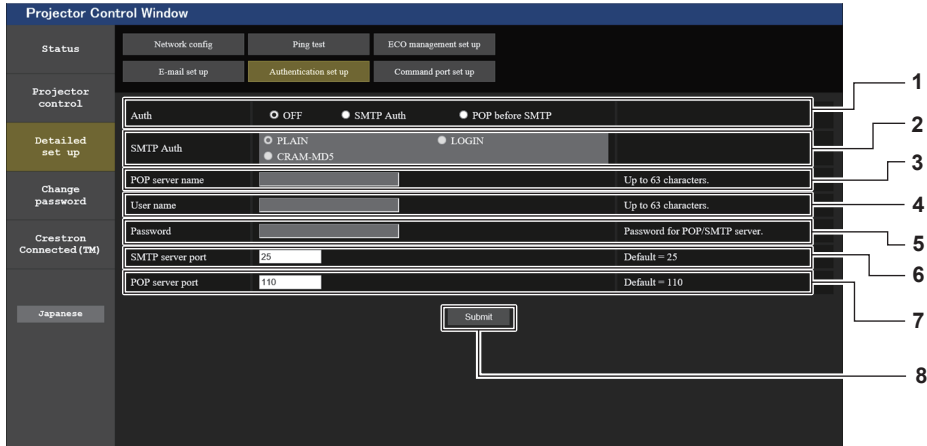 Projector Control Window
Status
Network config
Ping test
ECO management set up
E-mail set up
Authentication set up
Command port set up
Projector
control
Detailed
set up
Change
password
Crestron
Connected(TM)
Japanese
Auth OFF SMTP Auth POP before SMTP
1
SMTP Auth PLAIN LOGIN
CRAM-MD5
2
POP server name Up to 63 characters.
3
User name Up to 63 characters.
4
Password Password for POP/SMTP server.
5
SMTP server port 25 Default = 25
6
POP server port 110 Default = 110
7
Submit
8